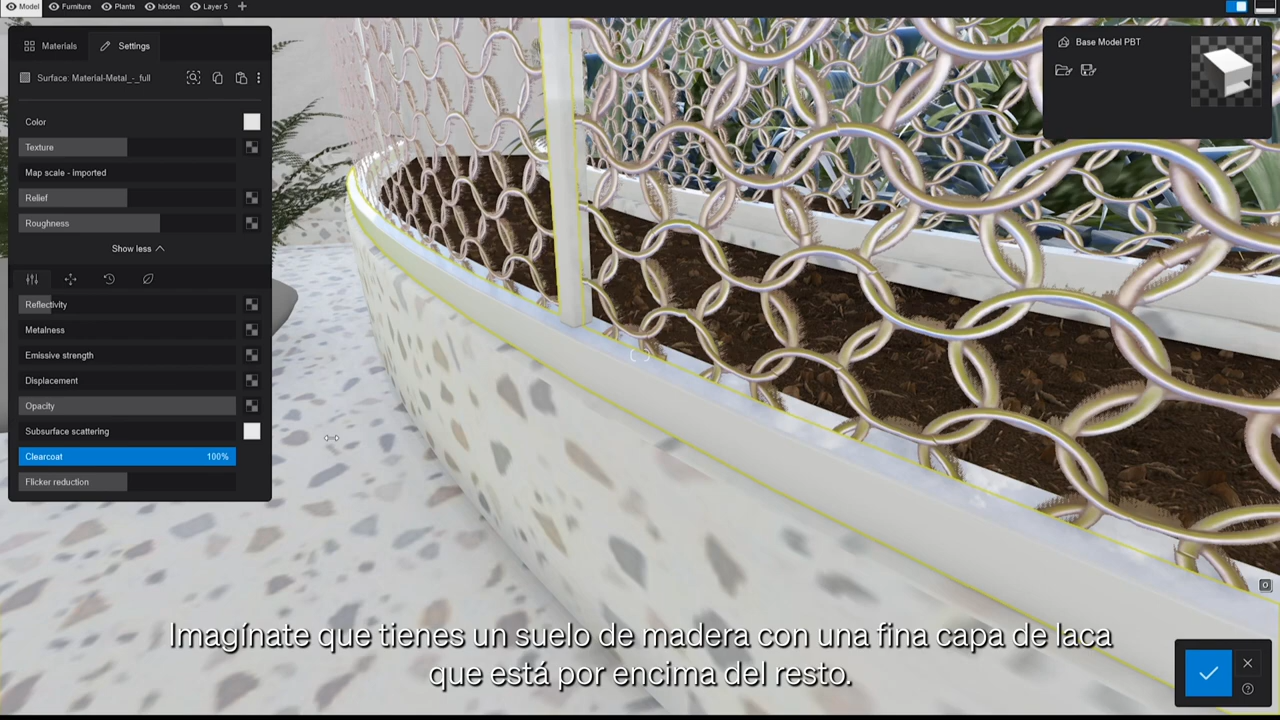 Model
Furniture
Plants
hidden
Layer 5
Materials
Settings
Surface: Material-Metal_-_full
Color
Texture
Map scale - imported
Relief
Roughness
Show less
Reflectivity
Metalness
Emissive strength
Displacement
Opacity
Subsurface scattering
Clearcoat 100%
Flicker reduction
Base Model PBT
O
Imagínate que tienes un suelo de madera con una fina capa de laca
que está por encima del resto.